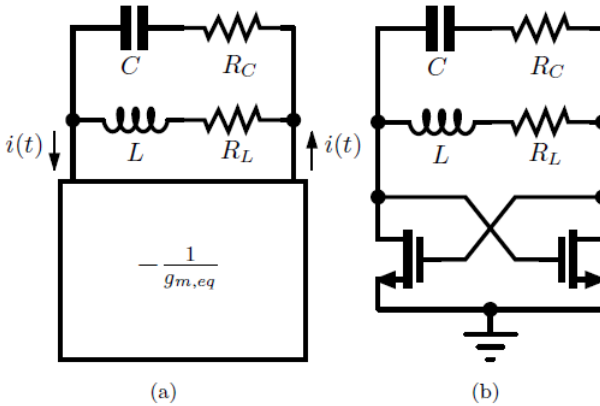 C R_C C R_C
i(t) L R_L i(t) L R_L
- 1/g_{m,eq}
(a) (b)